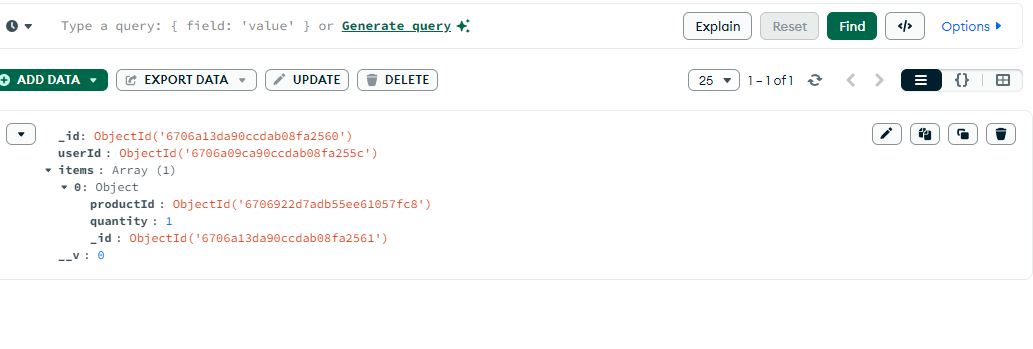 Type a query: { field: 'value' } or Generate query
Explain Reset Find </> Options
ADD DATA EXPORT DATA UPDATE DELETE
25 1 – 1 of 1 {}
_id: ObjectId('6706a13da90ccdab08fa2560')
userId : ObjectId('6706a09ca90ccdab08fa255c')
items : Array (1)
0: Object
productId : ObjectId('6706922d7adb55ee61057fc8')
quantity : 1
_id : ObjectId('6706a13da90ccdab08fa2561')
__v : 0